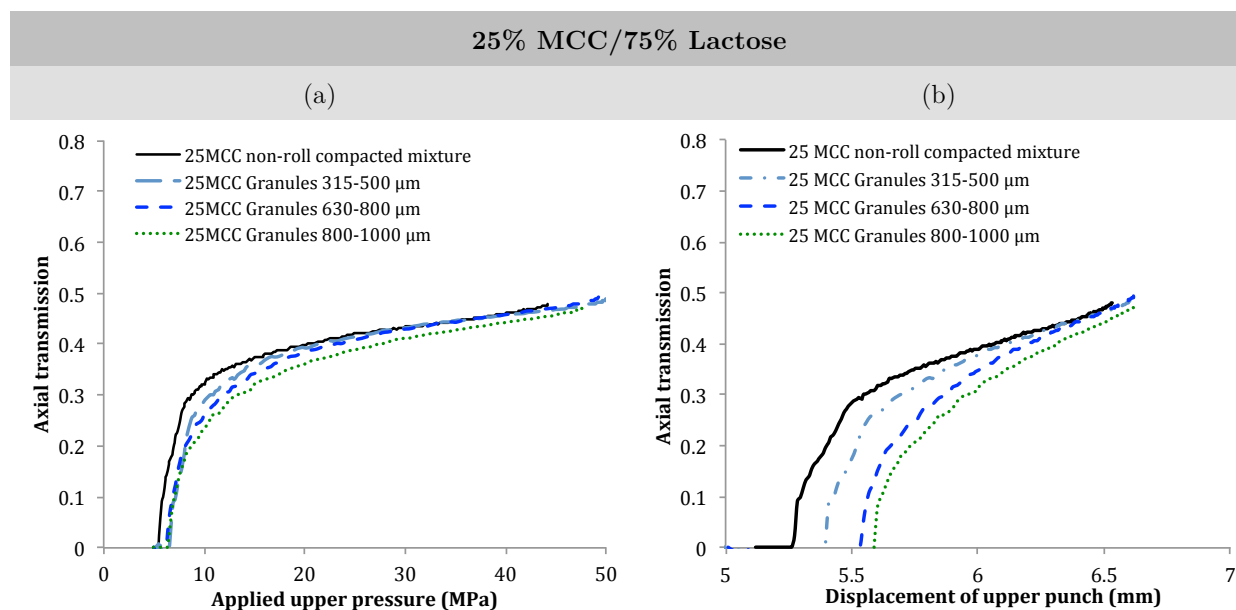 25% MCC/75% Lactose
(a)
(b)
0.8
0.7
0.6
0.5
0.4
0.3
0.2
0.1
0
Axial transmission
25MCC non-roll compacted mixture
25MCC Granules 315-500 μm
25MCC Granules 630-800 μm
25MCC Granules 800-1000 μm
0
10
20
30
40
50
Applied upper pressure (MPa)
0.8
0.7
0.6
0.5
0.4
0.3
0.2
0.1
0
Axial transmission
25 MCC non-roll compacted mixture
25 MCC Granules 315-500 μm
25 MCC Granules 630-800 μm
25 MCC Granules 800-1000 μm
5
5.5
6
6.5
7
Displacement of upper punch (mm)